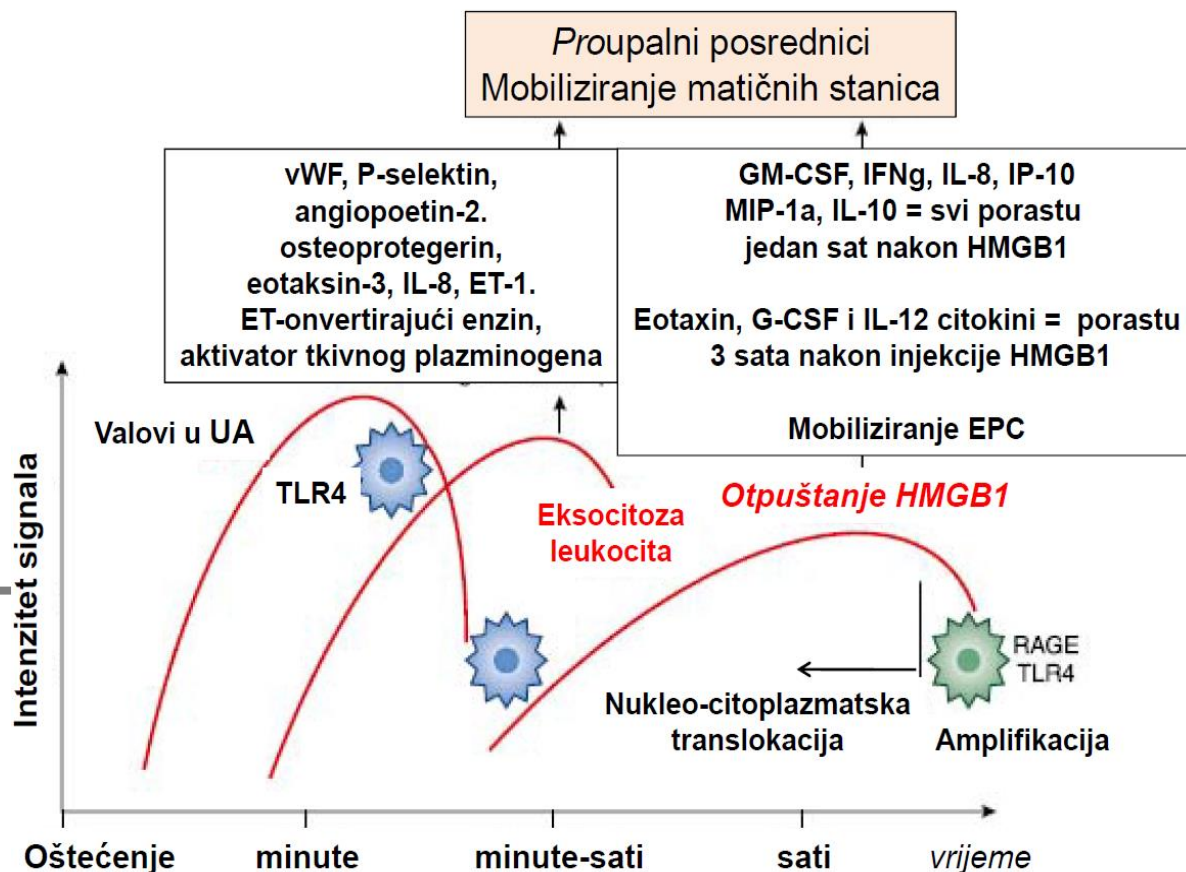 Proupalni posrednici
Mobiliziranje matičnih stanica
vWF, P-selektin,
angiopoetin-2.
osteoprotegerin,
eotaksin-3, IL-8, ET-1.
ET-onvertirajući enzin,
aktivator tkivnog plazminogena
GM-CSF, IFNg, IL-8, IP-10
MIP-1a, IL-10 = svi porastu
jedan sat nakon HMGB1
Eotaxin, G-CSF i IL-12 citokini = porastu
3 sata nakon injekcije HMGB1
Mobiliziranje EPC
Intenzitet signala
Valovi u UA
TLR4
Eksocitoza
leukocita
Otpuštanje HMGB1
RAGE
TLR4
Nukleo-citoplazmatska
translokacija
Amplifikacija
Oštećenje
minute
minute-sati
sati
vrijeme